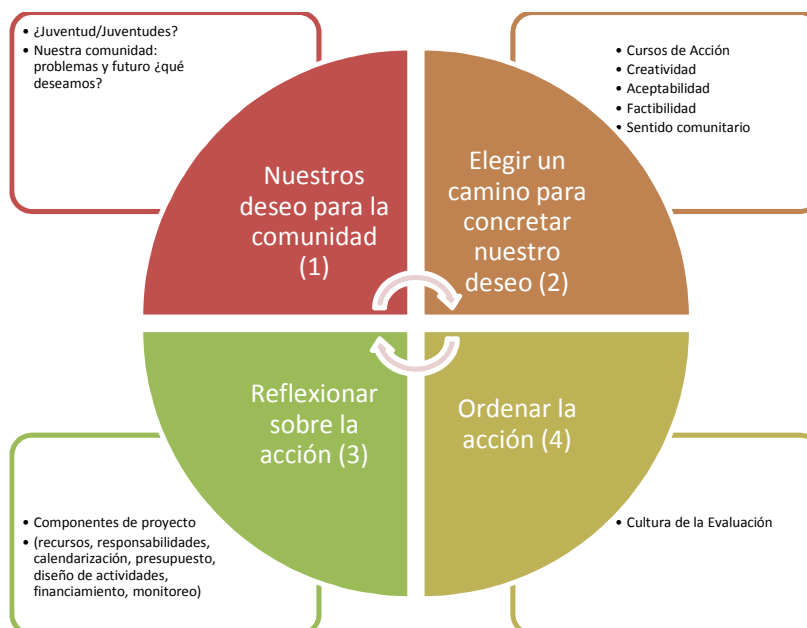 • ¿Juventud/Juventudes?
• Nuestra comunidad:
problemas y futuro ¿qué
deseamos?
• Cursos de Acción
• Creatividad
• Aceptabilidad
• Factibilidad
• Sentido comunitario
Nuestros
deseo para la
comunidad
(1)
Elegir un
camino para
concretar
nuestro
deseo (2)
Reflexionar
sobre la
acción (3)
Ordenar la
acción (4)
• Componentes de proyecto
• (recursos, responsabilidades,
calendarización, presupuesto,
diseño de actividades,
financiamiento, monitoreo)
• Cultura de la Evaluación